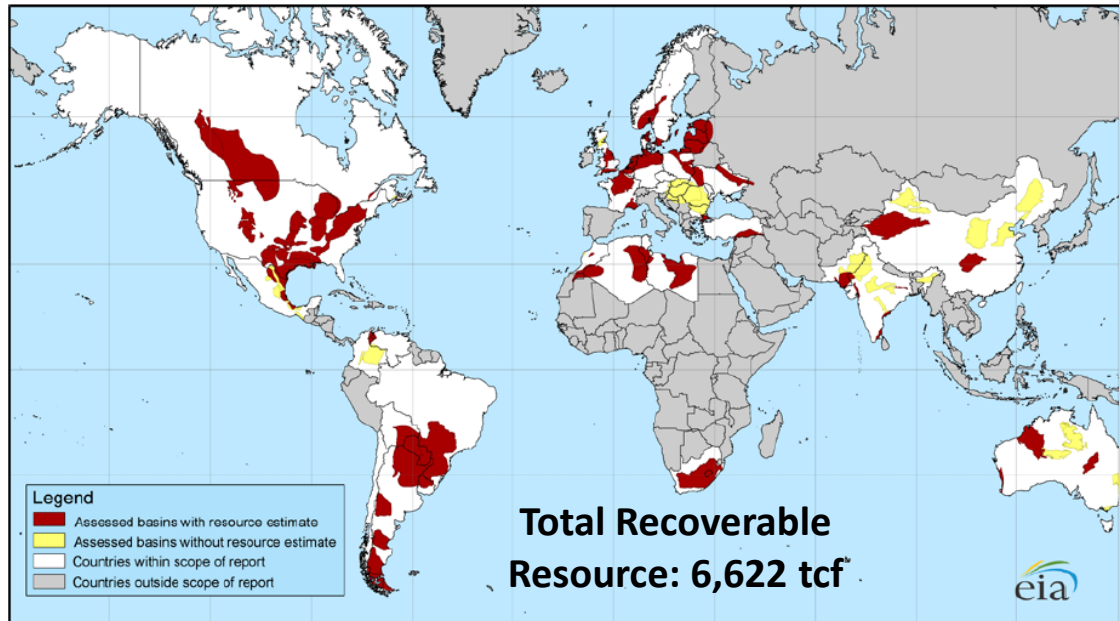 Legend
Assessed basins with resource estimate
Assessed basins without resource estimate
Countries within scope of report
Countries outside scope of report
Total Recoverable
Resource: 6,622 tcf
eia